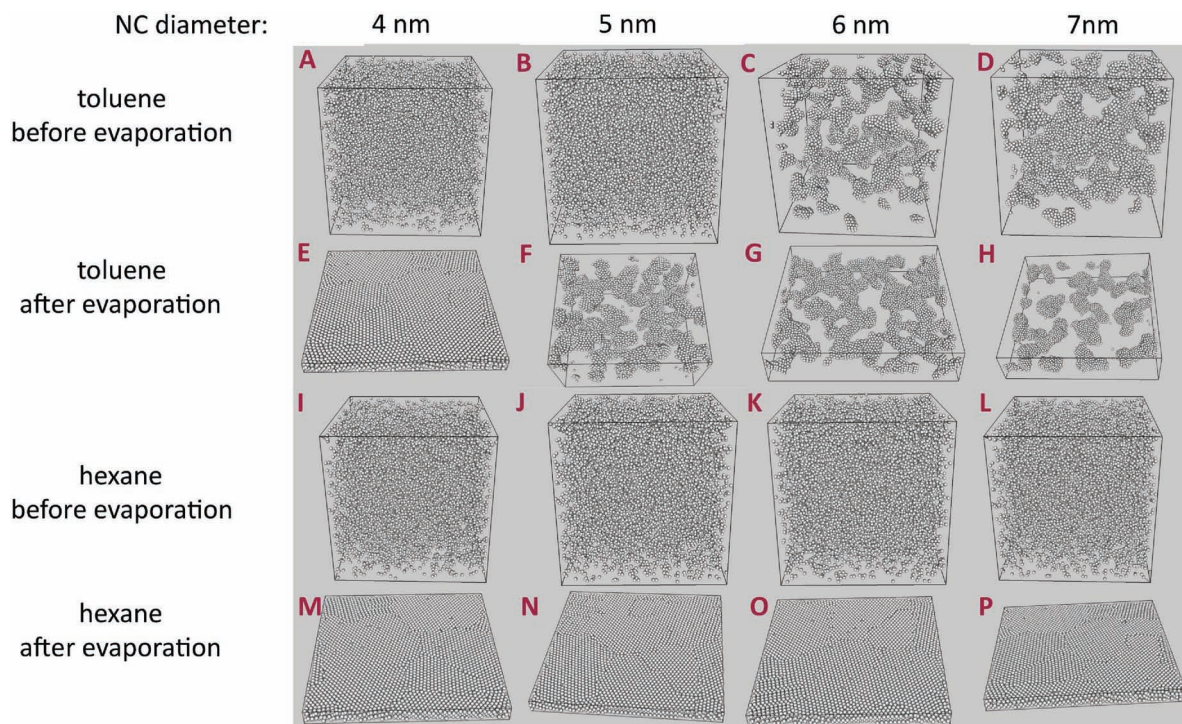 NC diameter: 4 nm 5 nm 6 nm 7nm
A B C D
toluene
before evaporation
E F G H
toluene
after evaporation
I J K L
hexane
before evaporation
M N O P
hexane
after evaporation